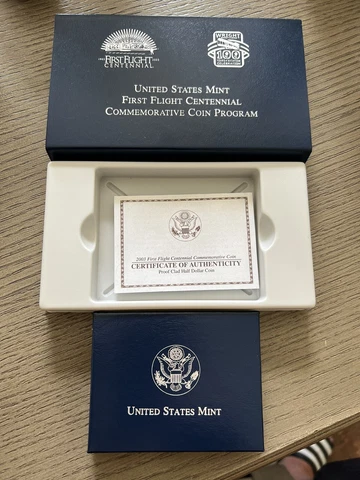 FIRST FLIGHT
CENTENNIAL
WRIGHT
100
UNITED STATES MINT
FIRST FLIGHT CENTENNIAL
COMMEMORATIVE COIN PROGRAM
2003 First Flight Centennial Commemorative Coin
CERTIFICATE OF AUTHENTICITY
Proof Clad Half Dollar Coin
UNITED STATES MINT